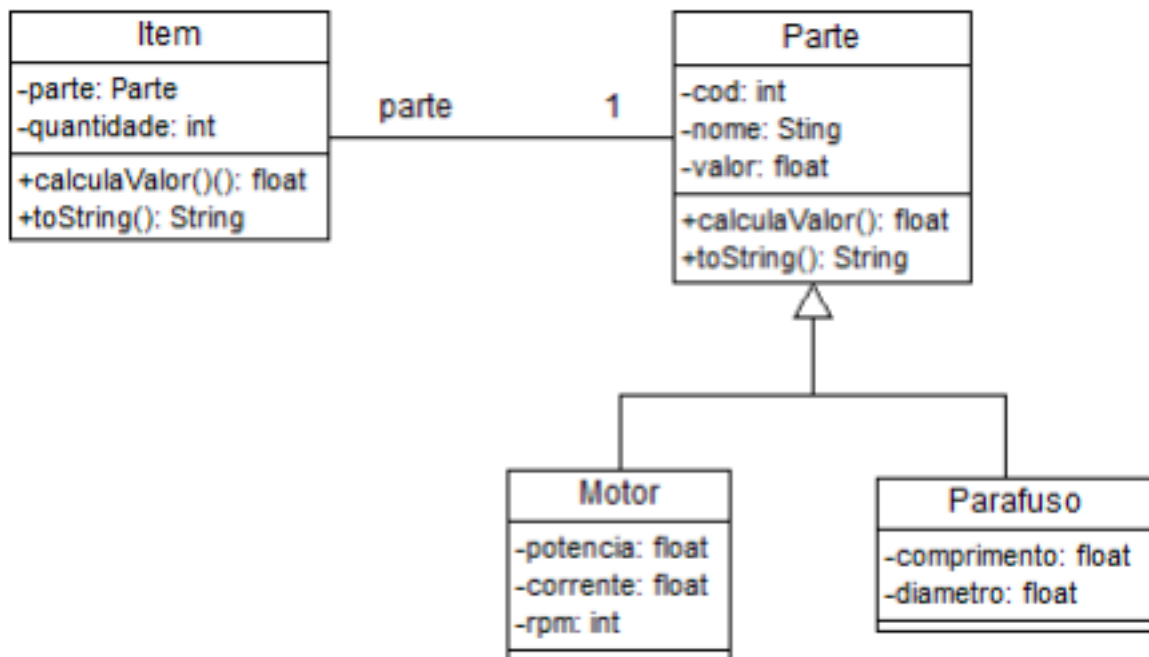 Item
-parte: Parte
-quantidade: int
+calculaValor()(): float
+toString(): String
parte
1
Parte
-cod: int
-nome: Sting
-valor: float
+calculaValor(): float
+toString(): String
Motor
-potencia: float
-corrente: float
-rpm: int
Parafuso
-comprimento: float
-diametro: float